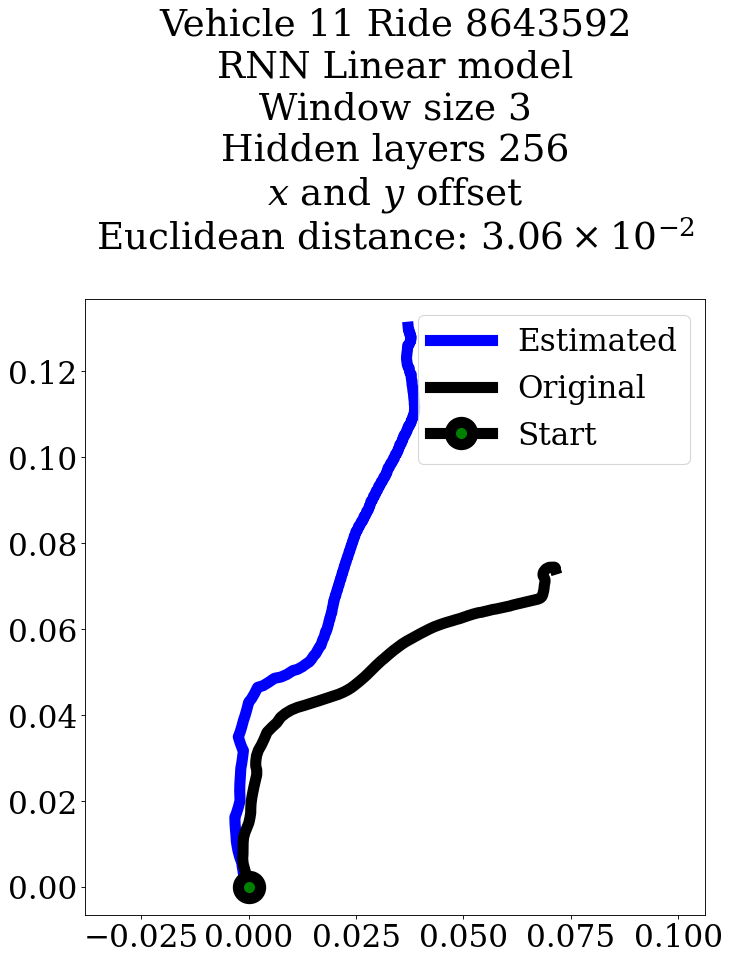 Vehicle 11 Ride 8643592
RNN Linear model
Window size 3
Hidden layers 256
x and y offset
Euclidean distance: 3.06 × 10⁻²
Estimated
Original
Start
0.12
0.10
0.08
0.06
0.04
0.02
0.00
−0.025 0.000 0.025 0.050 0.075 0.100